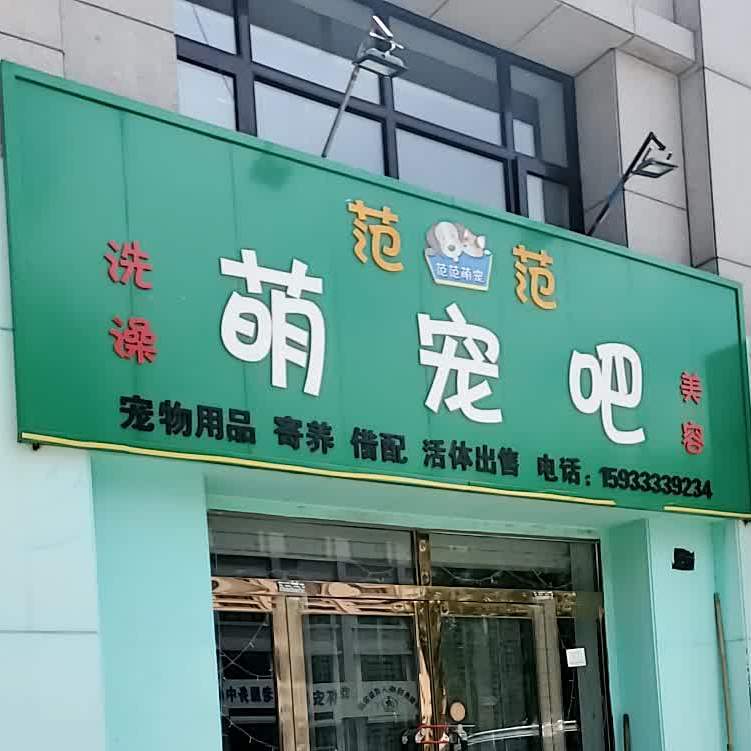 范 范
范范萌宠
洗澡
萌宠吧
美容
宠物用品 寄养 借配 活体出售 电话：15933339234